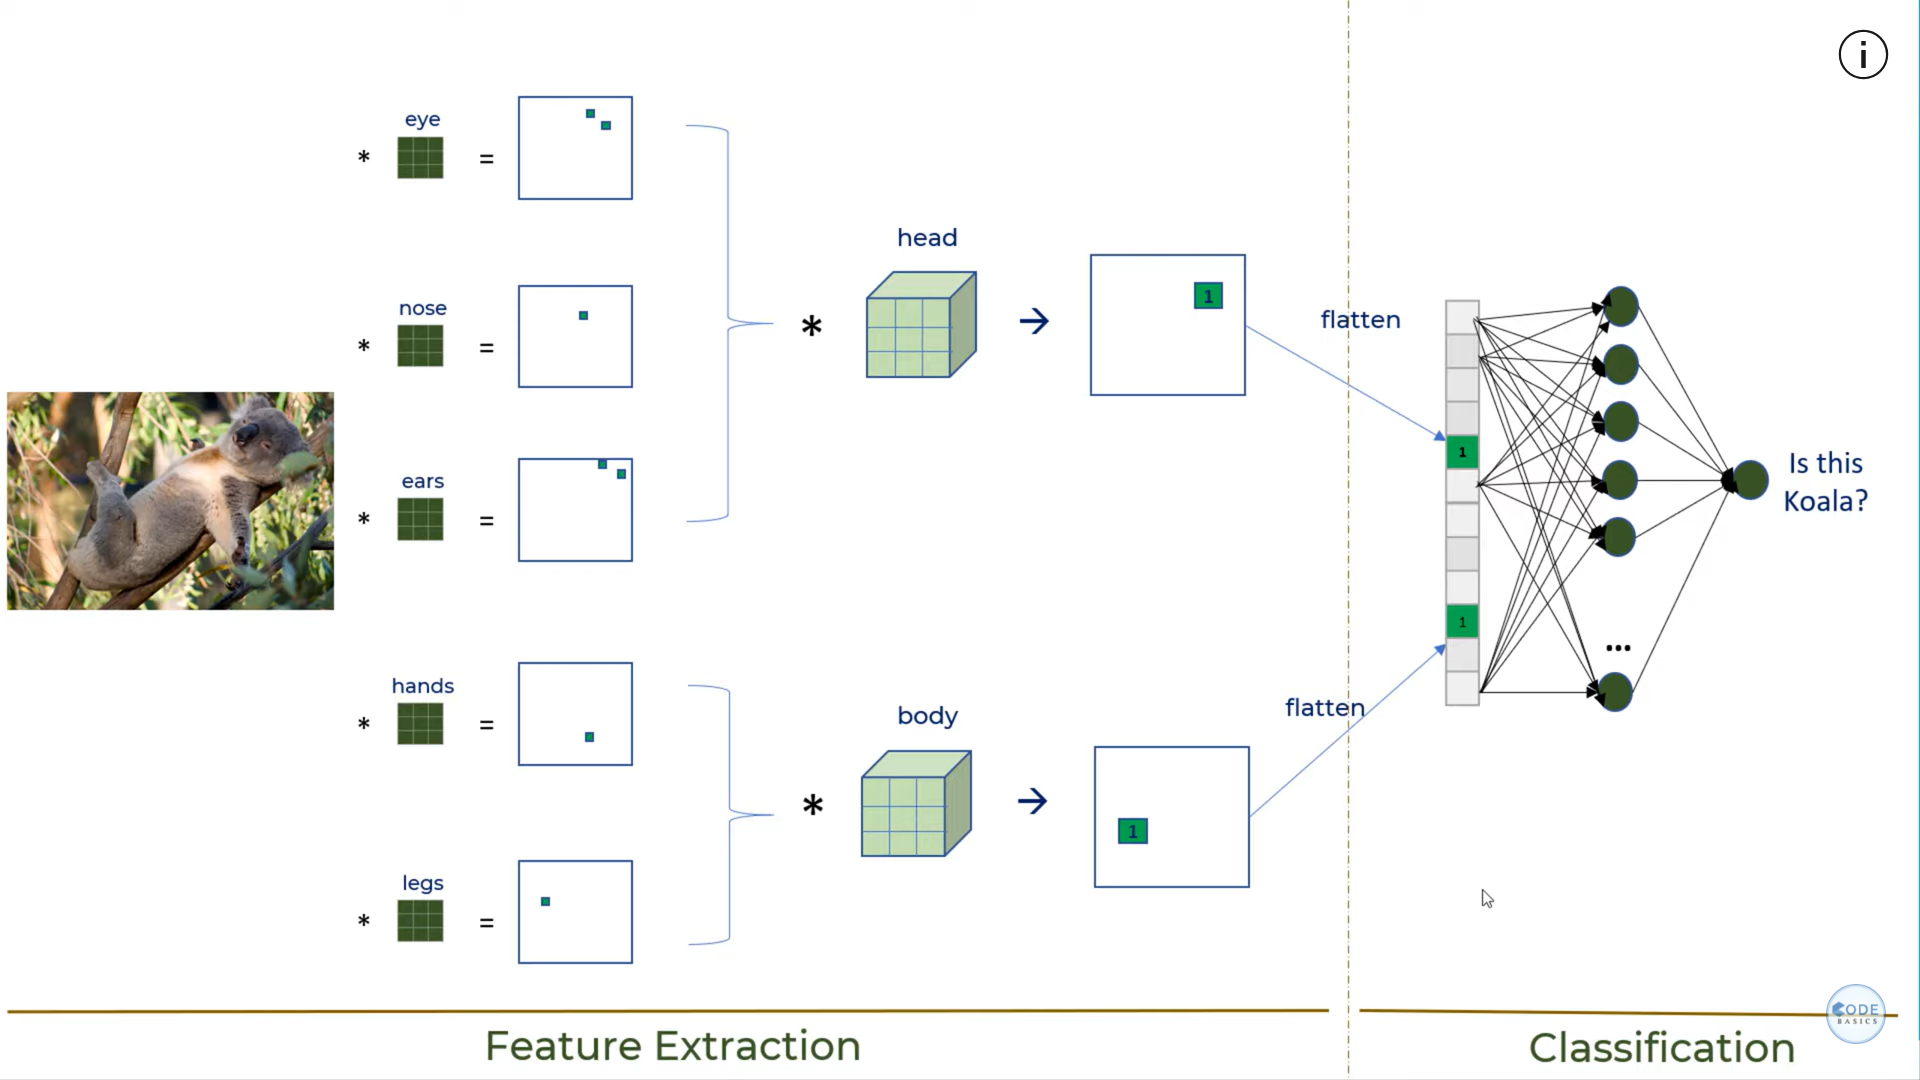 i
eye
* =
nose
* =
ears
* =
head
* →
1
flatten
hands
* =
legs
* =
body
* →
1
flatten
1
1
...
Is this
Koala?
CODE
BASICS
Feature Extraction
Classification